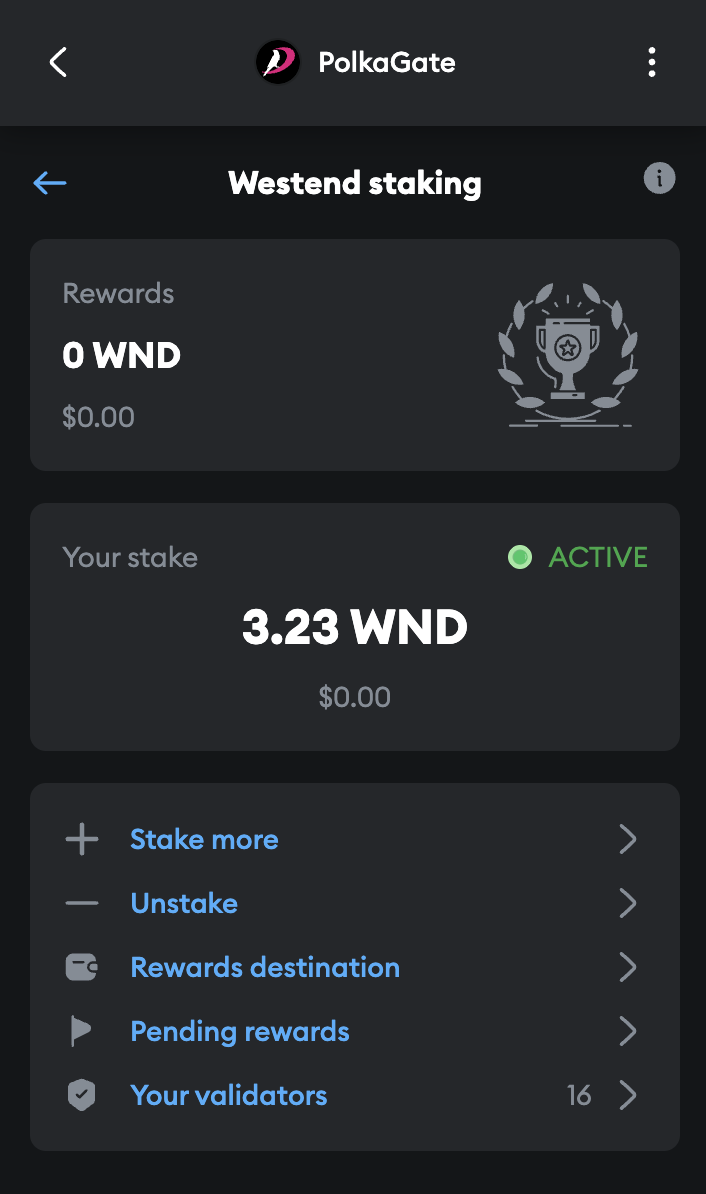 PolkaGate
Westend staking
Rewards
0 WND
$0.00
Your stake
ACTIVE
3.23 WND
$0.00
Stake more
Unstake
Rewards destination
Pending rewards
Your validators 16